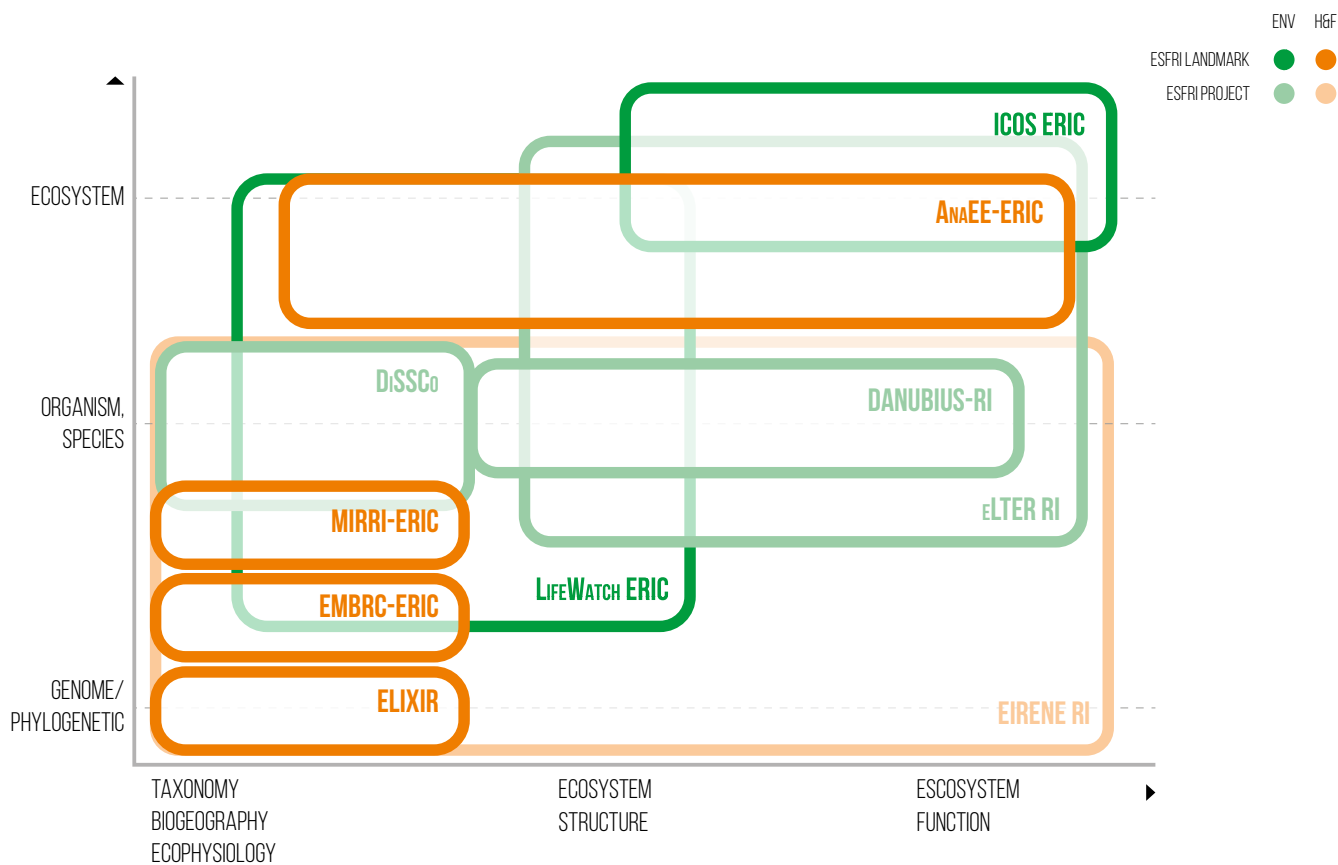 ENV H&F
ESFRI LANDMARK
ESFRI PROJECT
ICOS ERIC
ECOSYSTEM
AnaEE-ERIC
DiSSCo
DANUBIUS-RI
ORGANISM,
SPECIES
eLTER RI
MIRRI-ERIC
LifeWatch ERIC
EMBRC-ERIC
GENOME/
PHYLOGENETIC
ELIXIR
EIRENE RI
TAXONOMY
BIOGEOGRAPHY
ECOPHYSIOLOGY
ECOSYSTEM
STRUCTURE
ESCOSYSTEM
FUNCTION